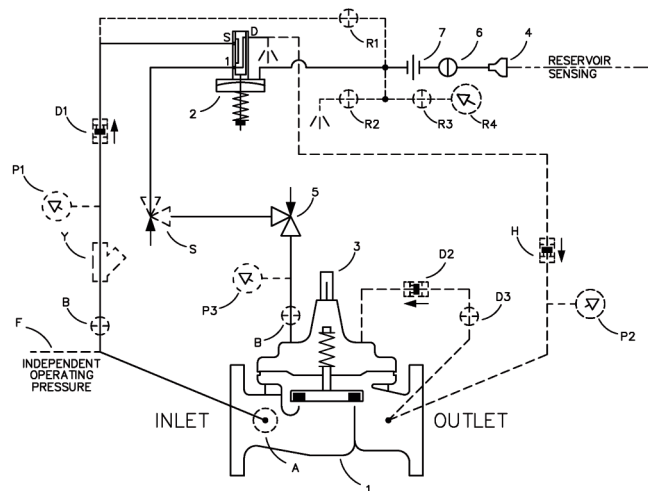 S
D
1
R1
7
6
4
RESERVOIR
SENSING
2
D1
R2
R3
R4
P1
5
3
S
Y
H
D2
P3
B
B
D3
P2
F
INDEPENDENT
OPERATING
PRESSURE
INLET
OUTLET
A
1